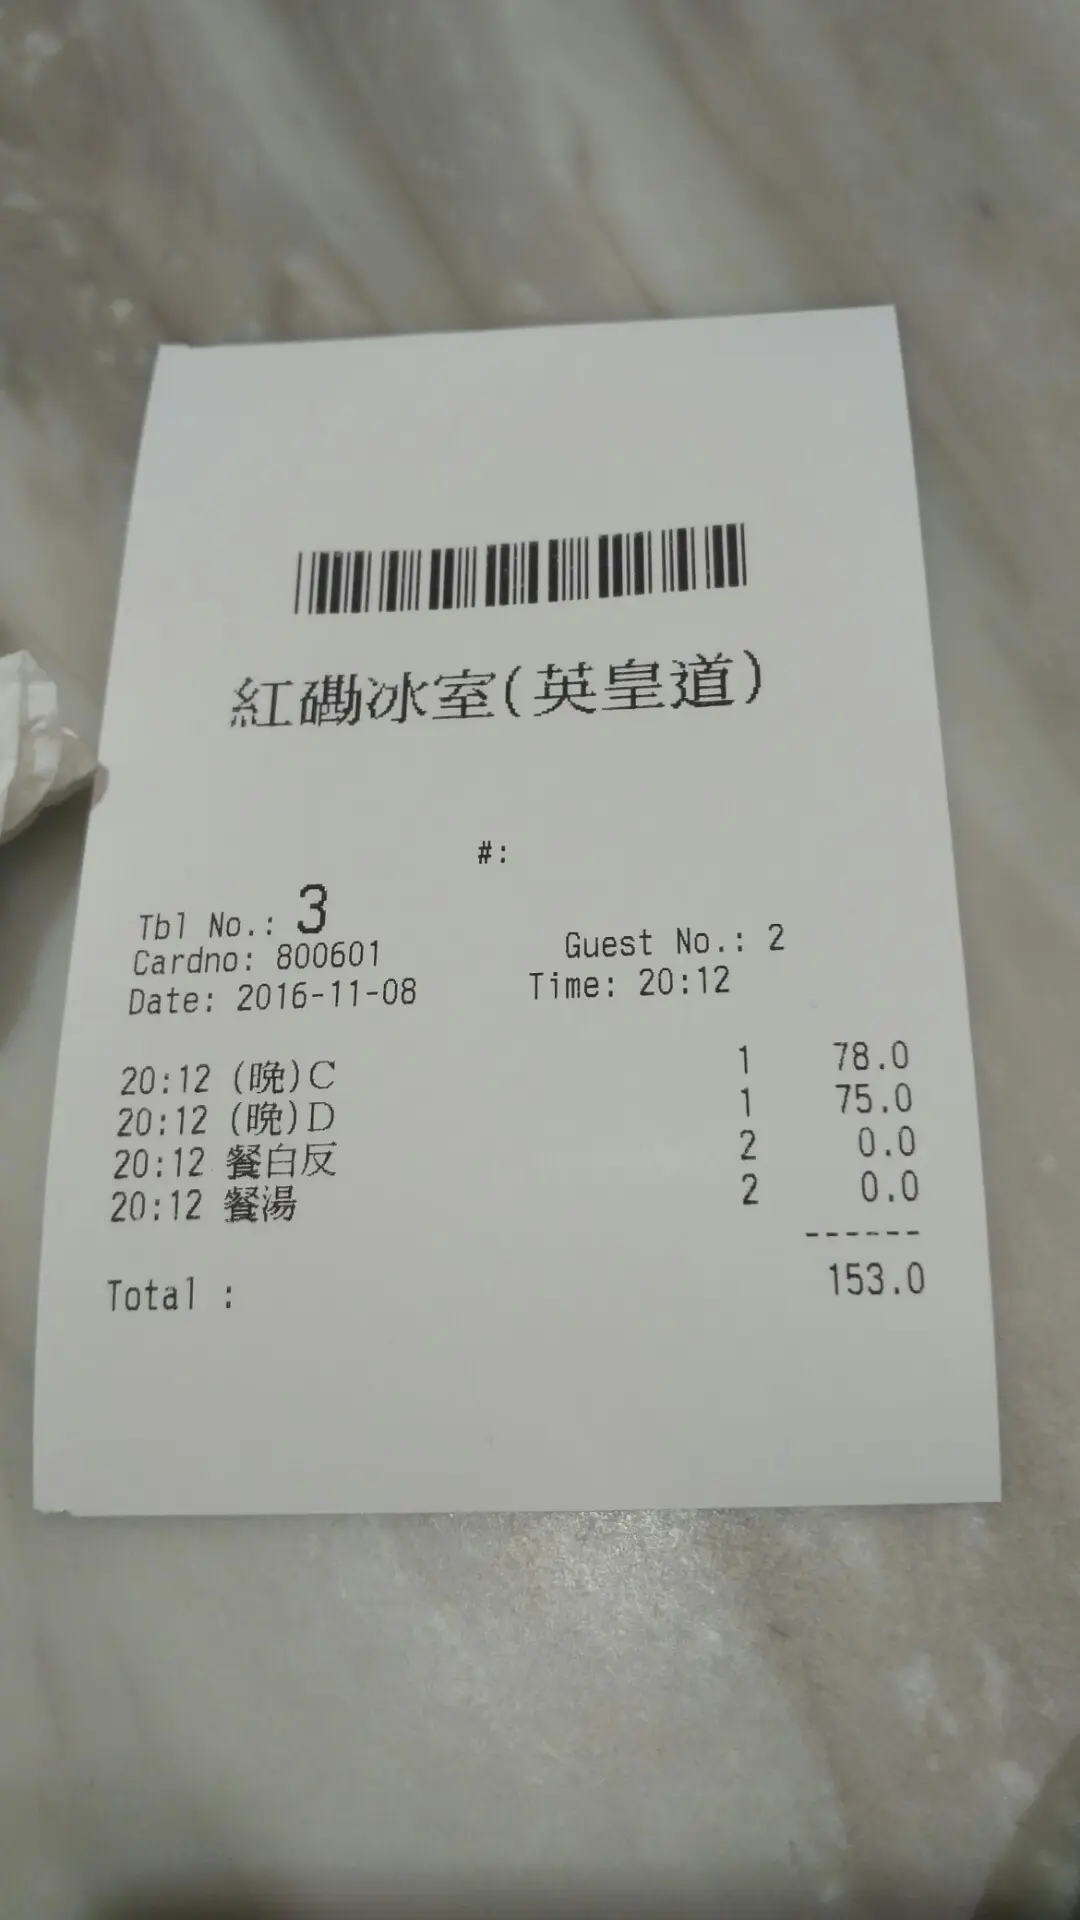 紅磡冰室(英皇道)
#:
Tbl No.: 3
Cardno: 800601 Guest No.: 2
Date: 2016-11-08 Time: 20:12
20:12 (晚)C 1 78.0
20:12 (晚)D 1 75.0
20:12 餐白反 2 0.0
20:12 餐湯 2 0.0
------
Total : 153.0